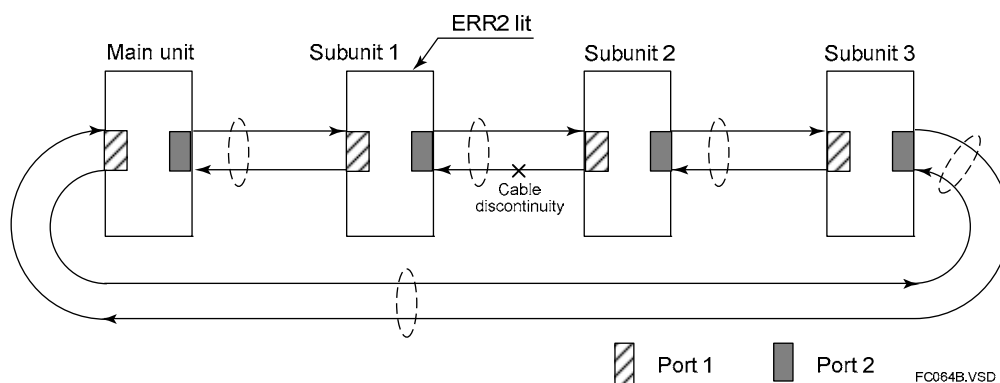 ERR2 lit
Main unit
Subunit 1
Subunit 2
Subunit 3
Cable
discontinuity
Port 1
Port 2
FC064B.VSD